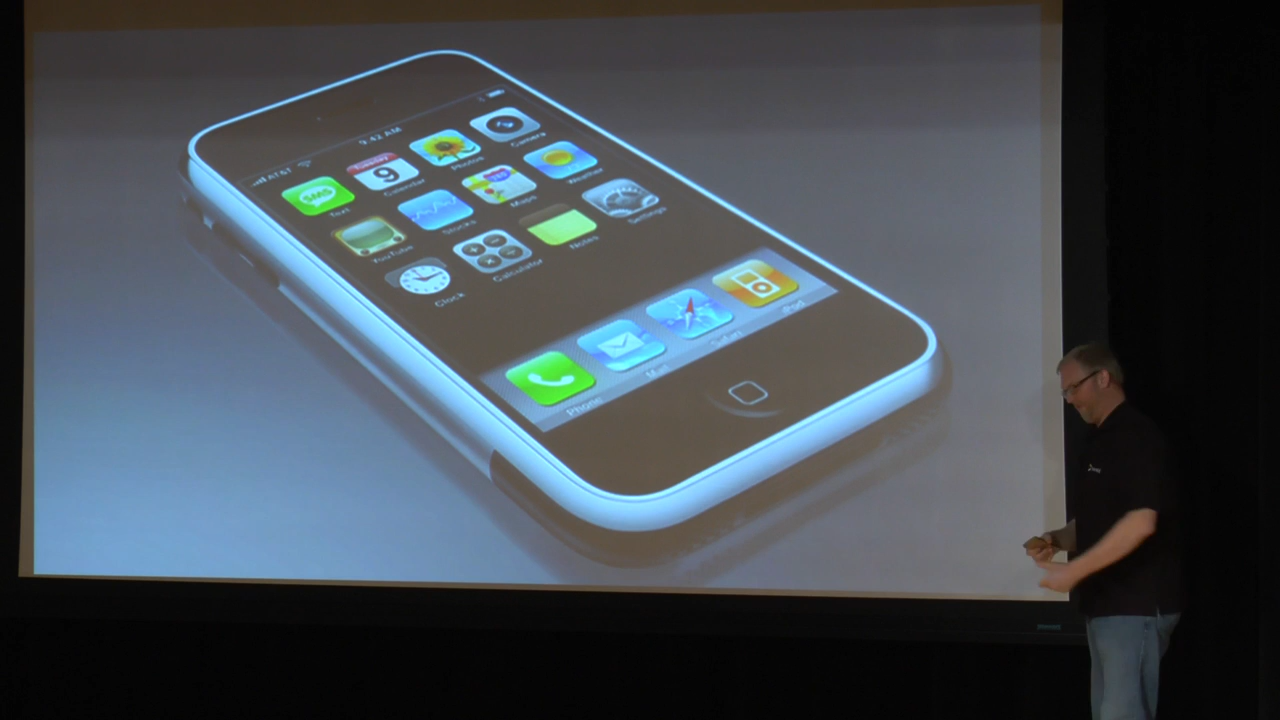 AT&T 9:42 AM
SMS
Text
Tuesday
9
Calendar
Photos
Camera
YouTube
Stocks
280
Maps
Weather
Clock
Calculator
Notes
Settings
Phone
Mail
Safari
iPod